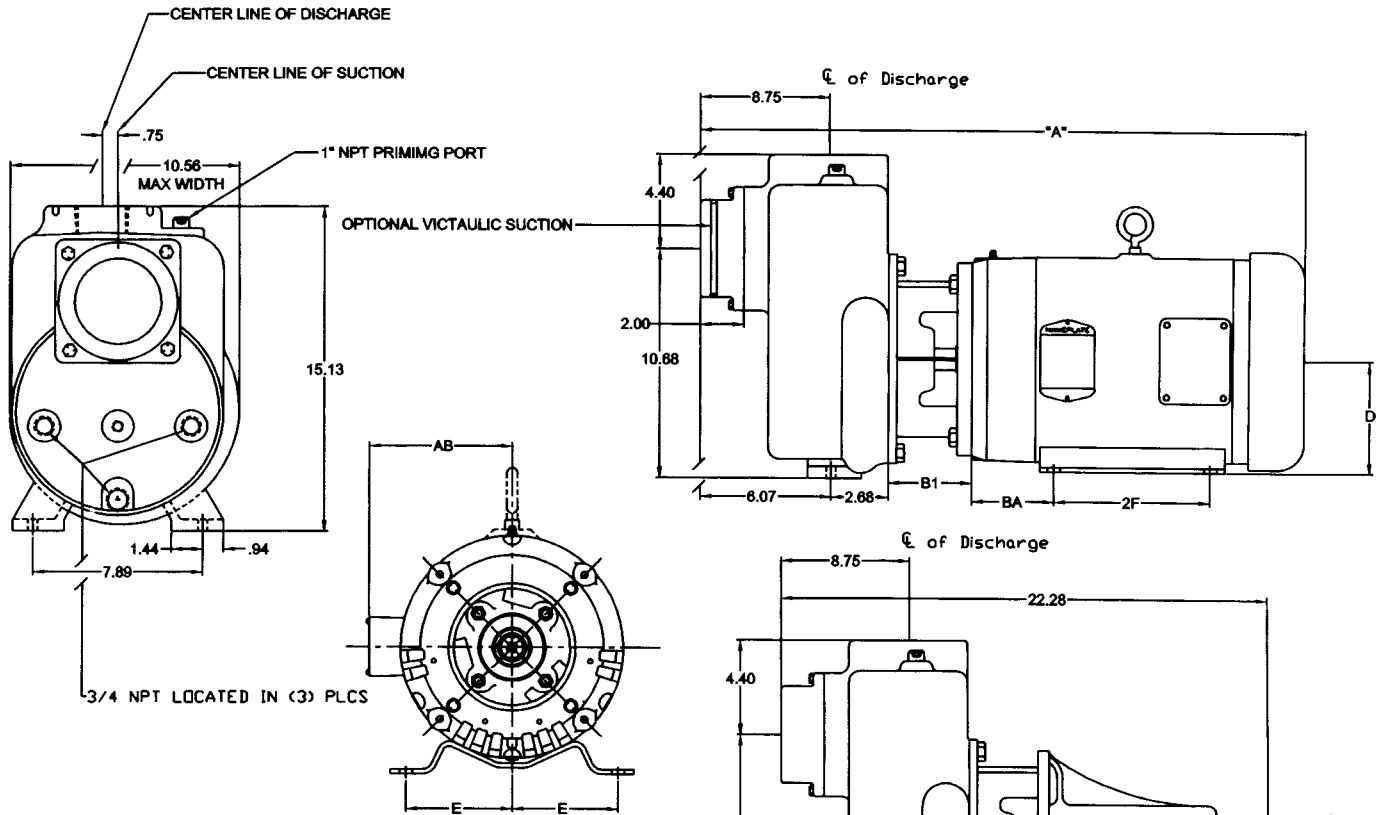 CENTER LINE OF DISCHARGE
CENTER LINE OF SUCTION
.75
10.56
MAX WIDTH
1" NPT PRIMIMG PORT
15.13
1.44
.94
7.89
3/4 NPT LOCATED IN (3) PLCS
℄ of Discharge
8.75
"A"
4.40
OPTIONAL VICTAULIC SUCTION
2.00
10.68
NAMEPLATE
D
6.07
2.68
B1
BA
2F
AB
E
E
℄ of Discharge
8.75
22.28
4.40